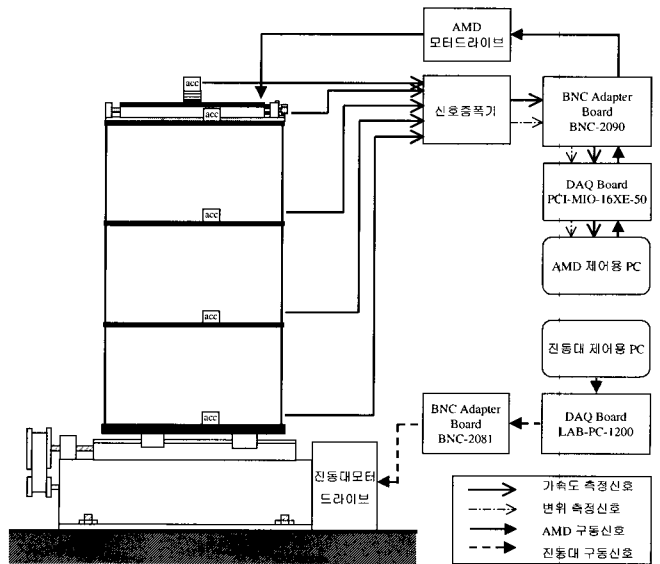 AMD
모터드라이브
acc
신호증폭기
BNC Adapter
Board
BNC-2090
acc
DAQ Board
PCI-MIO-16XE-50
acc
AMD 제어용 PC
acc
진동대 제어용 PC
acc
BNC Adapter
Board
BNC-2081
DAQ Board
LAB-PC-1200
진동대모터
드라이브
가속도 측정신호
변위 측정신호
AMD 구동신호
진동대 구동신호